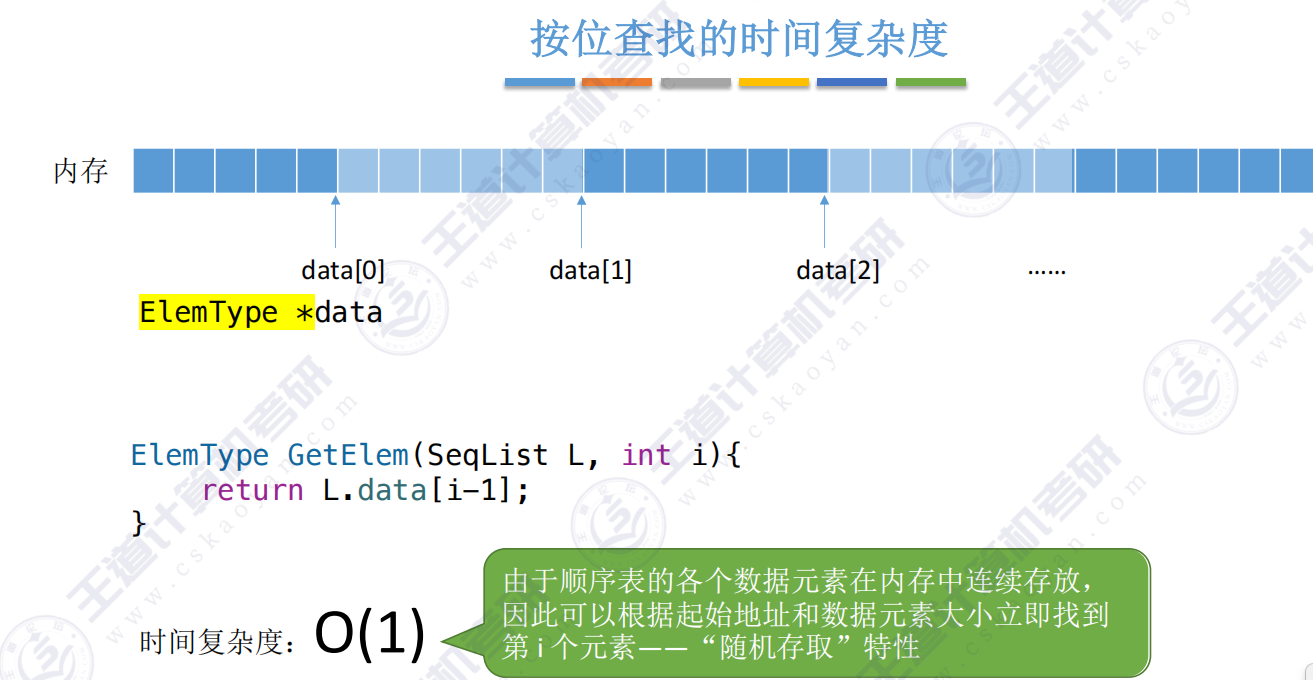 按位查找的时间复杂度
内存
data[0]
data[1]
data[2]
……
ElemType *data
ElemType GetElem(SeqList L, int i){
return L.data[i-1];
}
时间复杂度：O(1)
由于顺序表的各个数据元素在内存中连续存放，
因此可以根据起始地址和数据元素大小立即找到
第 i 个元素——“随机存取”特性
王道计算机考研
www.cskaoyan.com